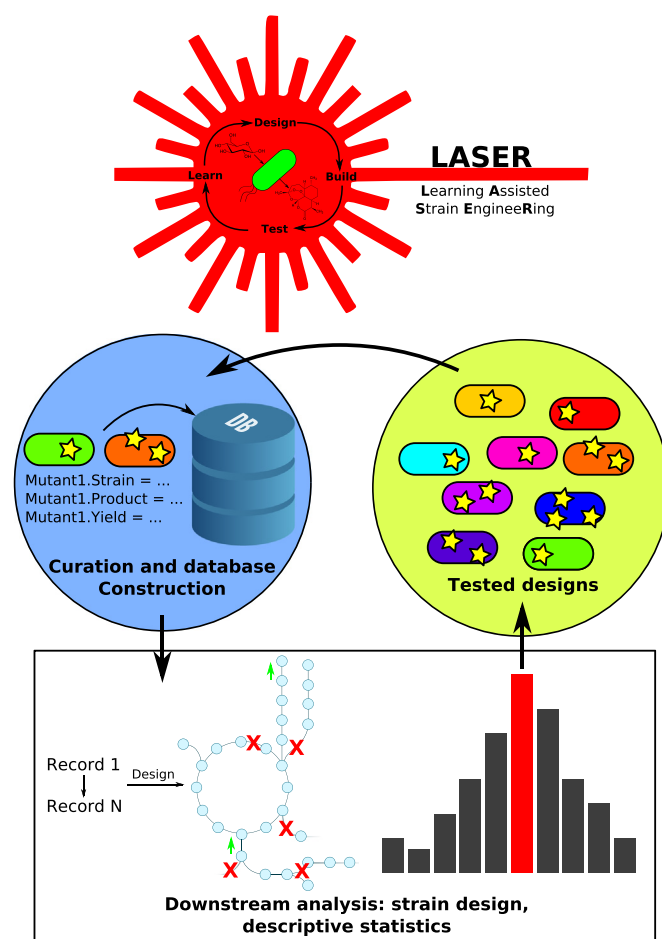 Design
Learn
Build
Test
LASER
Learning Assisted
Strain EngineeRing
DB
Mutant1.Strain = ...
Mutant1.Product = ...
Mutant1.Yield = ...
Curation and database
Construction
Tested designs
Record 1
Design
Record N
X
X
X
X
X
Downstream analysis: strain design,
descriptive statistics